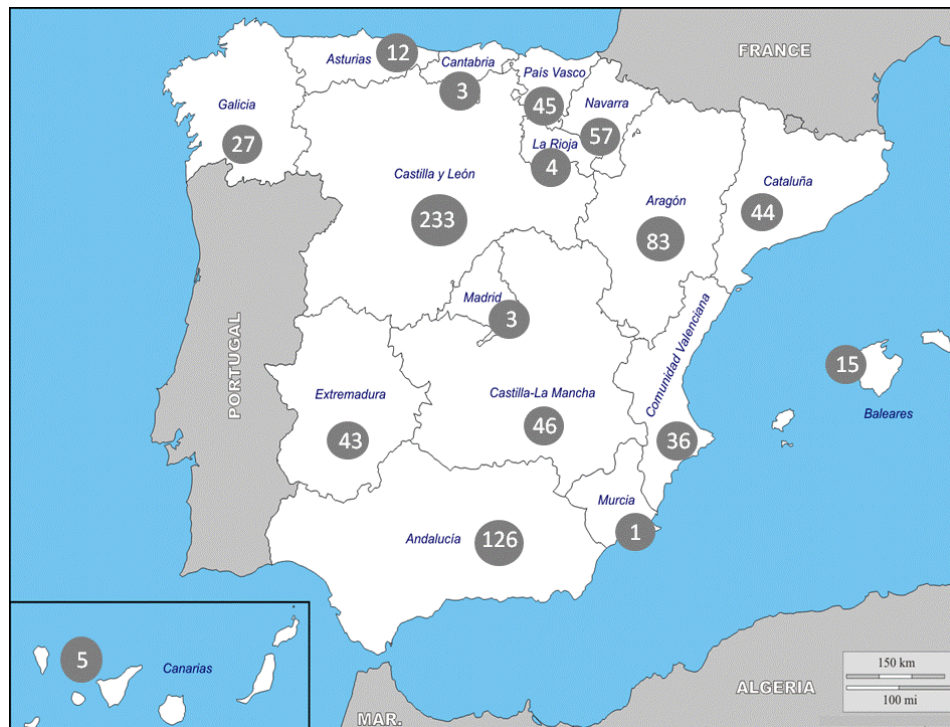 FRANCE
Asturias
12
Cantabria
3
País Vasco
45
Navarra
57
Galicia
27
La Rioja
4
Castilla y León
233
Aragón
83
Cataluña
44
Madrid
3
PORTUGAL
Comunidad Valenciana
15
Baleares
Extremadura
43
Castilla-La Mancha
46
36
Murcia
1
Andalucía
126
5
Canarias
MAR.
ALGERIA
150 km
100 mi